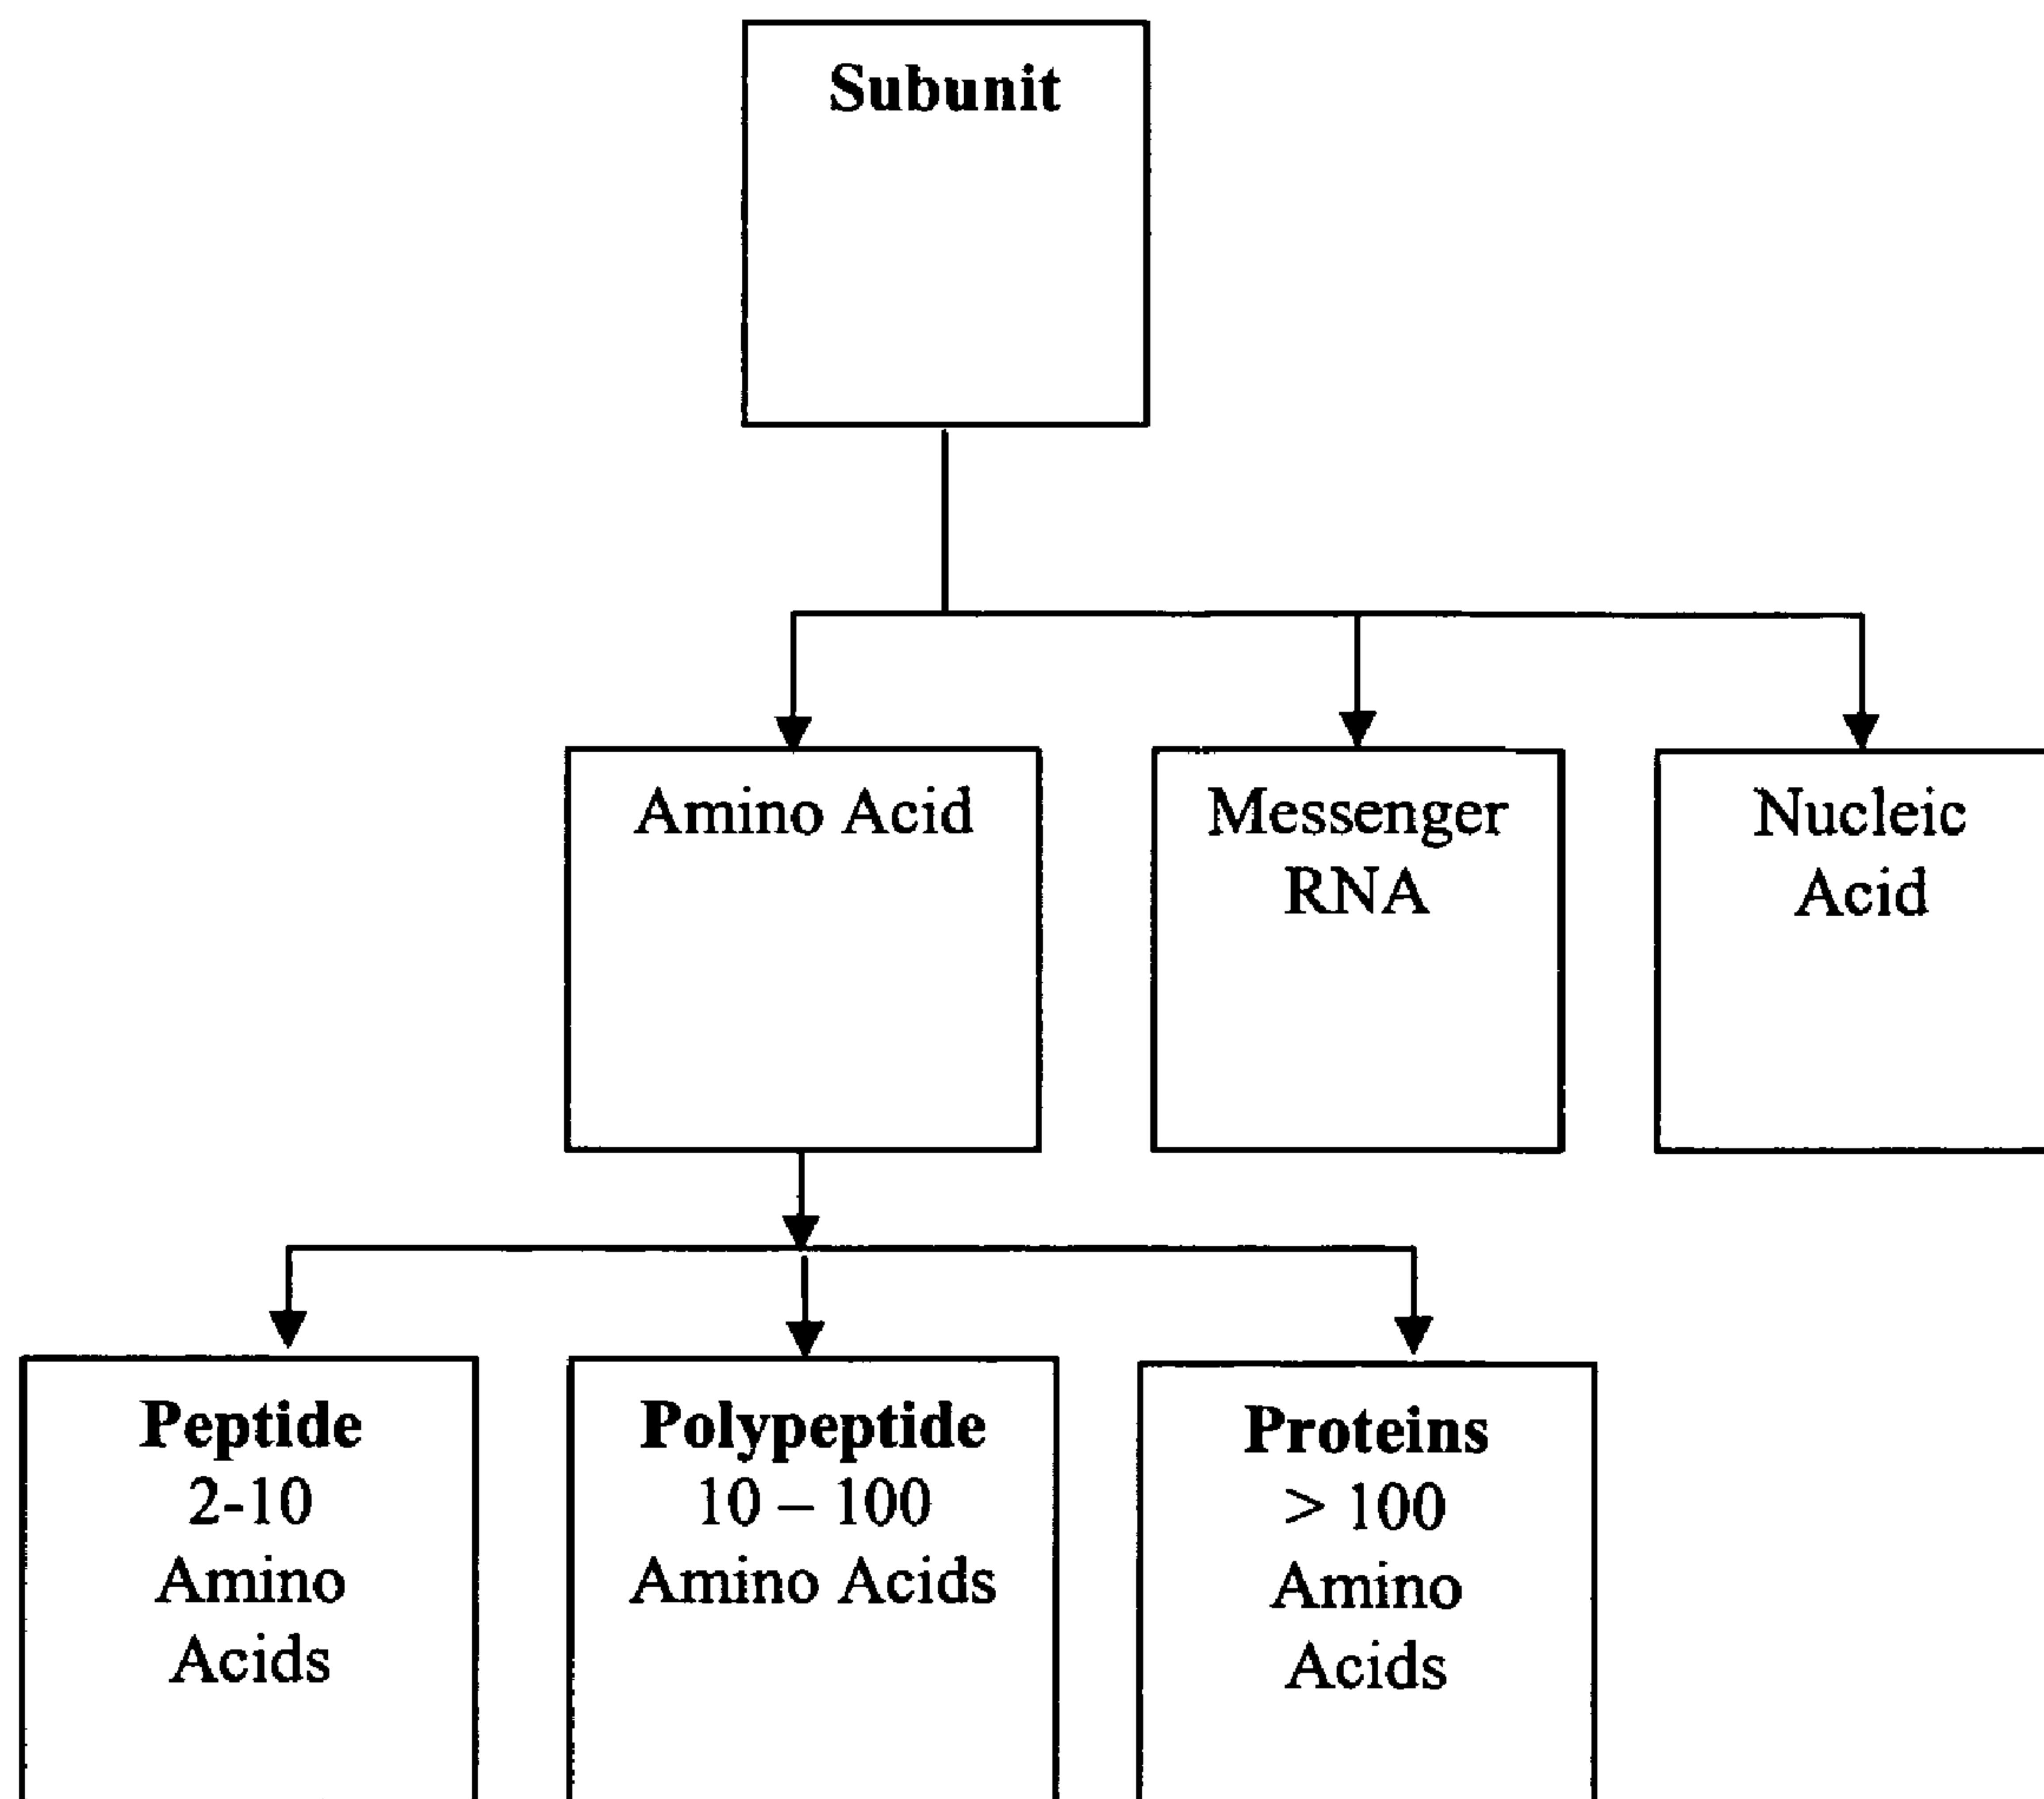 Subunit
Amino Acid
Messenger
RNA
Nucleic
Acid
Peptide
2-10
Amino
Acids
Polypeptide
10 – 100
Amino Acids
Proteins
> 100
Amino
Acids